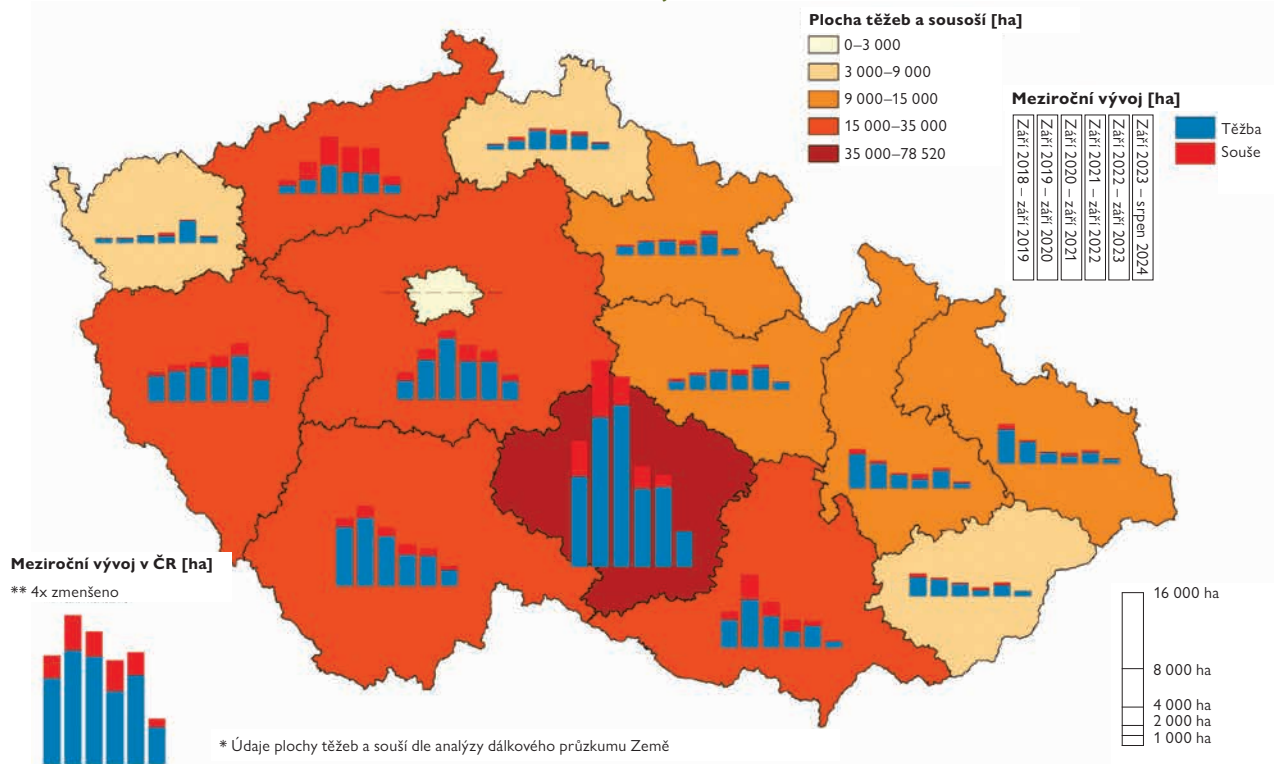 Plocha těžeb a sousoší [ha]
0–3 000
3 000–9 000
9 000–15 000
15 000–35 000
35 000–78 520
Meziroční vývoj [ha]
Září 2018 – září 2019
Září 2019 – září 2020
Září 2020 – září 2021
Září 2021 – září 2022
Září 2022 – září 2023
Září 2023 – srpen 2024
Těžba
Souše
Meziroční vývoj v ČR [ha]
** 4x zmenšeno
* Údaje plochy těžeb a souší dle analýzy dálkového průzkumu Země
16 000 ha
8 000 ha
4 000 ha
2 000 ha
1 000 ha